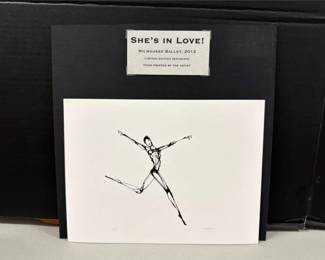 She's in Love!
Milwaukee Ballet, 2012
Limited Edition Serigraph
Hand Printed by the Artist